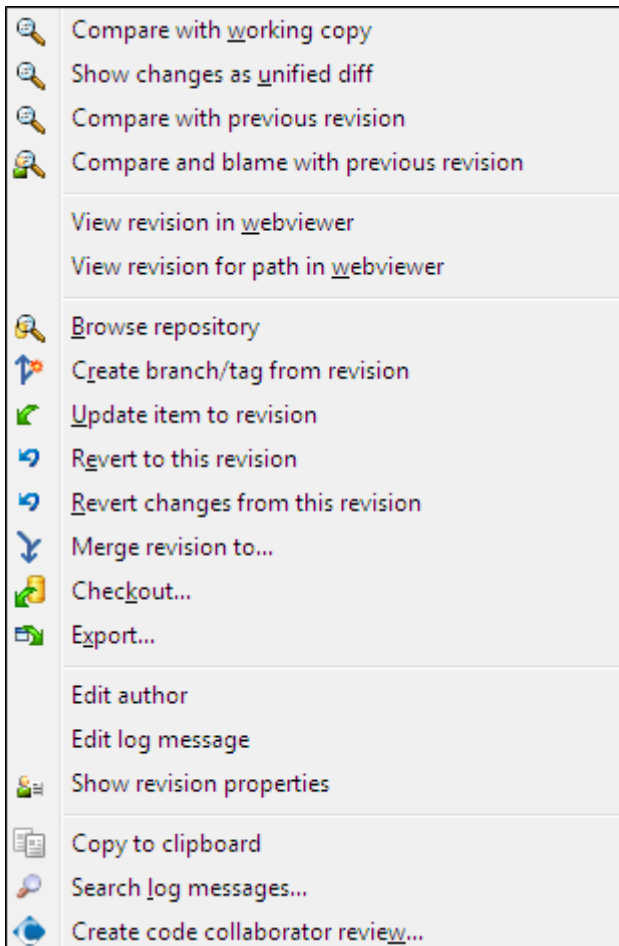 Compare with working copy
Show changes as unified diff
Compare with previous revision
Compare and blame with previous revision
View revision in webviewer
View revision for path in webviewer
Browse repository
Create branch/tag from revision
Update item to revision
Revert to this revision
Revert changes from this revision
Merge revision to...
Checkout...
Export...
Edit author
Edit log message
Show revision properties
Copy to clipboard
Search log messages...
Create code collaborator review...